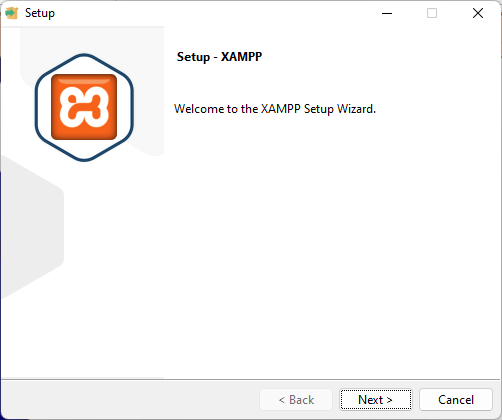 Setup
Setup - XAMPP
Welcome to the XAMPP Setup Wizard.
< Back
Next >
Cancel